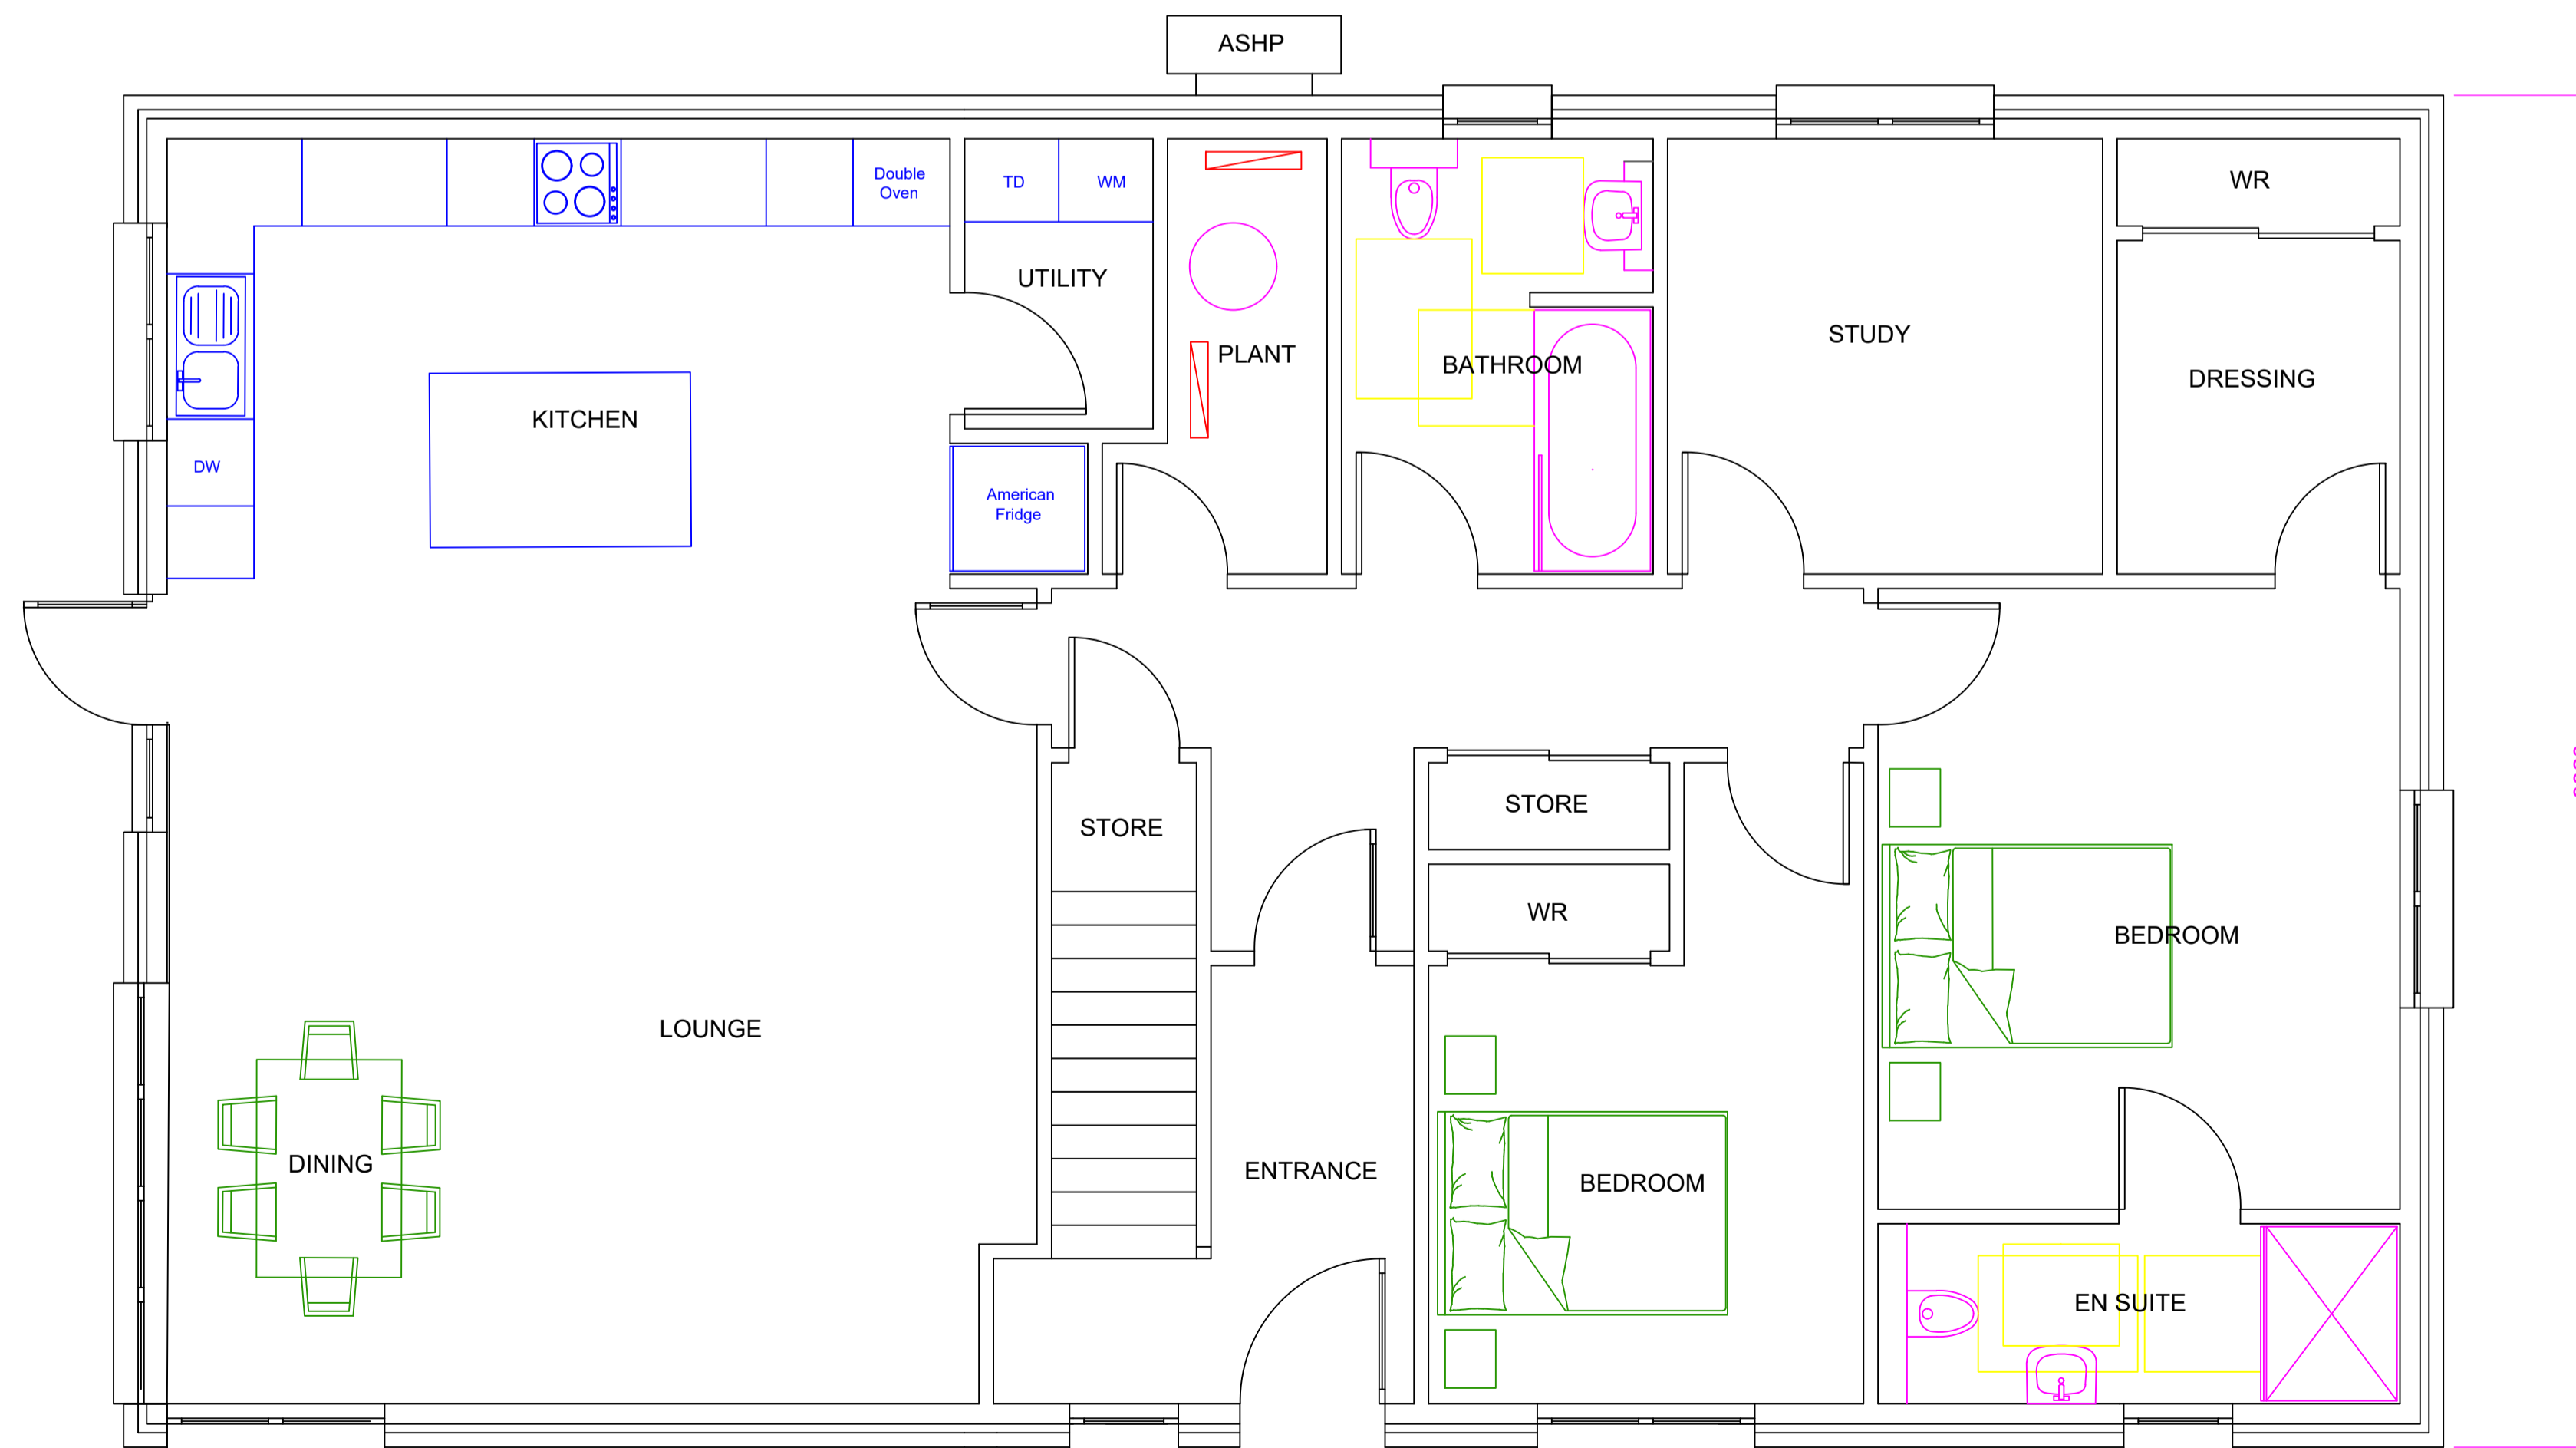 ASHP
Double
Oven
TD
WM
WR
UTILITY
STUDY
PLANT
BATHROOM
DRESSING
KITCHEN
DW
American
Fridge
STORE
STORE
WR
BEDROOM
LOUNGE
DINING
ENTRANCE
BEDROOM
EN SUITE